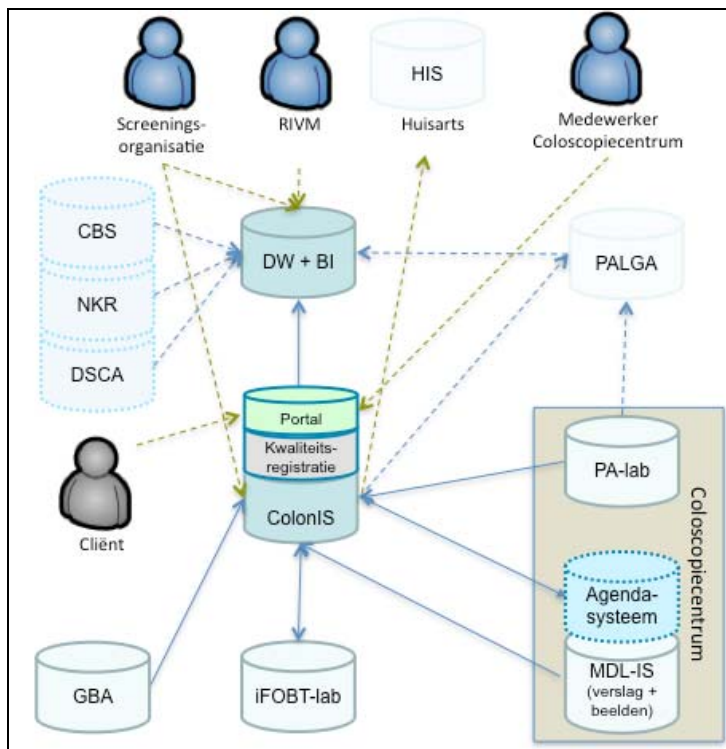 HIS
Screenings-
organisatie
RIVM
Huisarts
Medewerker
Coloscopiecentrum
CBS
NKR
DSCA
DW + BI
PALGA
Portal
Kwaliteits-
registratie
ColonIS
Cliënt
PA-lab
Agenda-
systeem
MDL-IS
(verslag +
beelden)
Coloscopiecentrum
GBA
iFOBT-lab